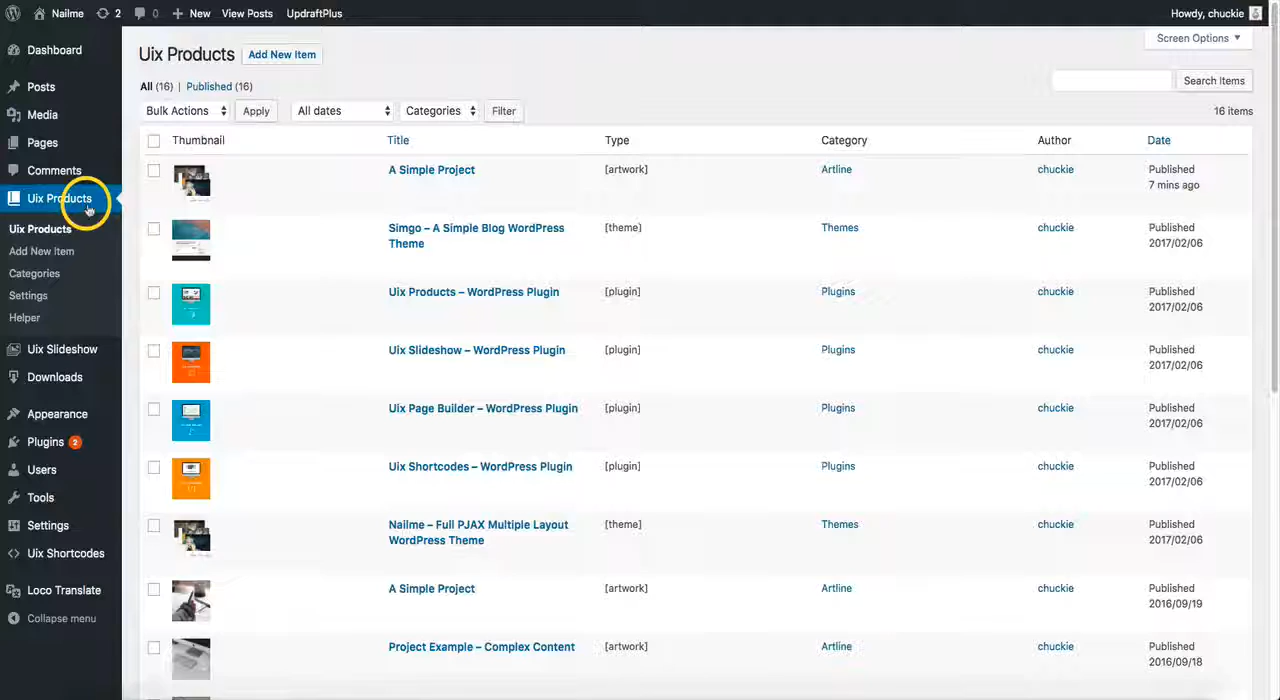 Nailme 2 0 New View Posts UpdraftPlus Howdy, chuckie
Screen Options
Dashboard
Posts
Media
Pages
Comments
Uix Products
Uix Products
Add New Item
Categories
Settings
Helper
Uix Slideshow
Downloads
Appearance
Plugins 2
Users
Tools
Settings
Uix Shortcodes
Loco Translate
Collapse menu
Uix Products Add New Item
All (16) | Published (16)
Search Items
Bulk Actions Apply All dates Categories Filter 16 items
Thumbnail Title Type Category Author Date
A Simple Project [artwork] Artline chuckie Published
7 mins ago
Simgo – A Simple Blog WordPress [theme] Themes chuckie Published
Theme 2017/02/06
Uix Products – WordPress Plugin [plugin] Plugins chuckie Published
2017/02/06
Uix Slideshow – WordPress Plugin [plugin] Plugins chuckie Published
2017/02/06
Uix Page Builder – WordPress Plugin [plugin] Plugins chuckie Published
2017/02/06
Uix Shortcodes – WordPress Plugin [plugin] Plugins chuckie Published
2017/02/06
Nailme – Full PJAX Multiple Layout [theme] Themes chuckie Published
WordPress Theme 2017/02/06
A Simple Project [artwork] Artline chuckie Published
2016/09/19
Project Example – Complex Content [artwork] Artline chuckie Published
2016/09/18